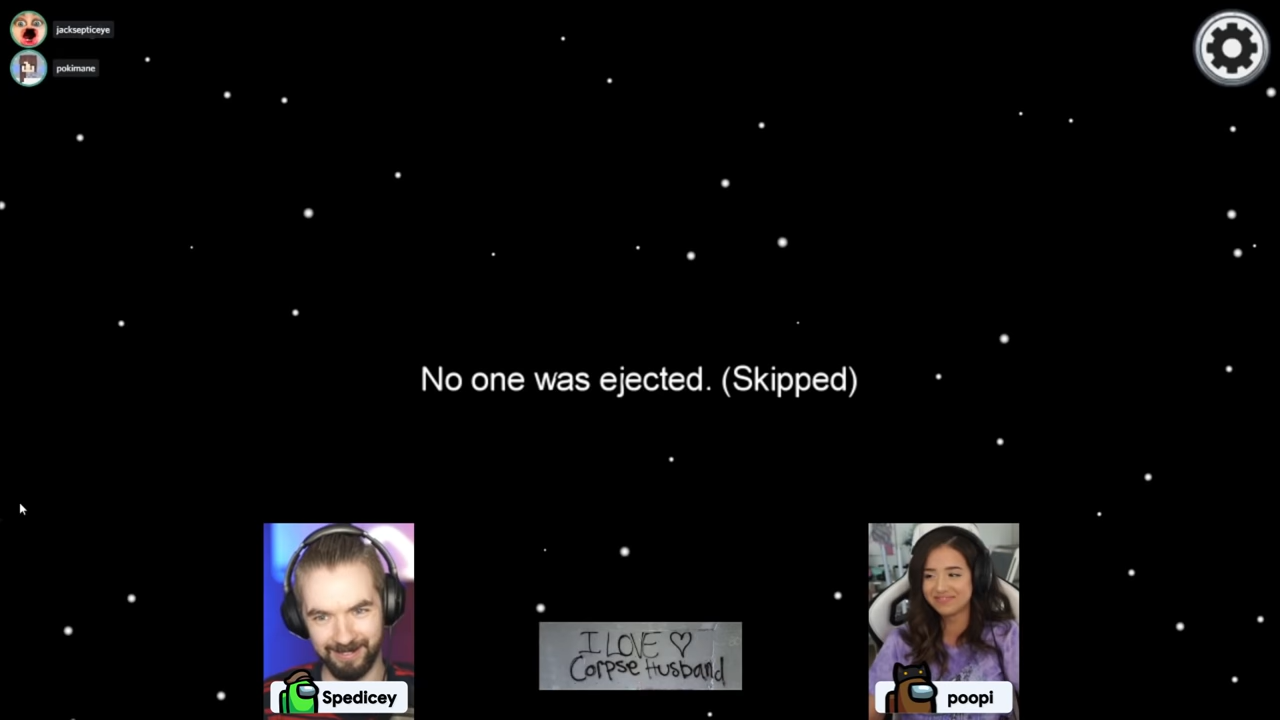 jacksepticeye
pokimane
No one was ejected. (Skipped)
I LOVE ♡
Corpse Husband
Spedicey
poopi